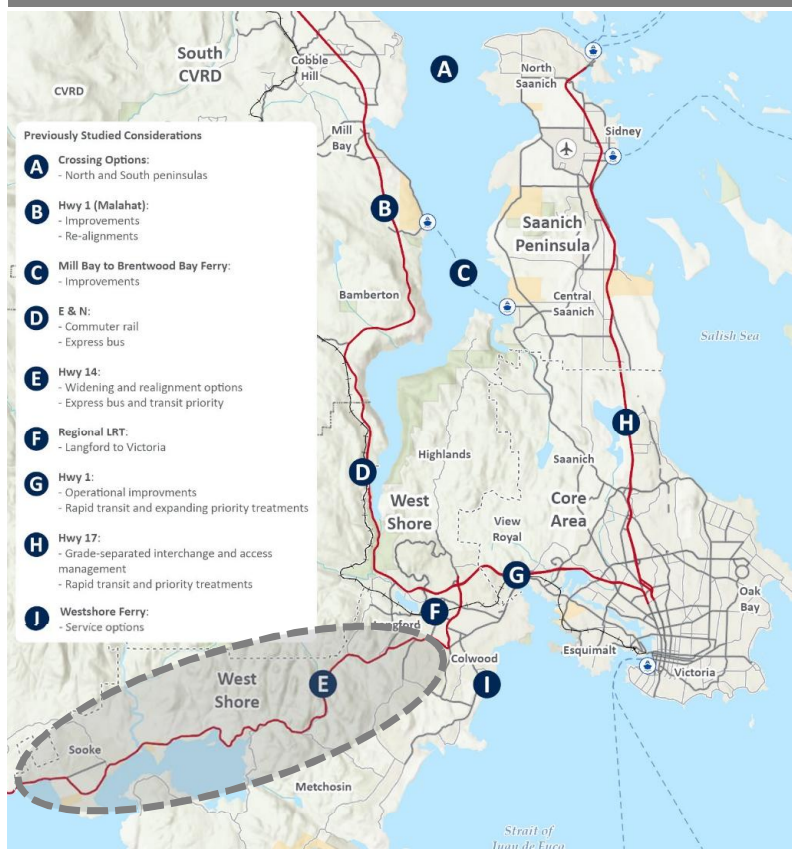 South
CVRD
CVRD
Cobble
Hill
A
North
Saanich
Sidney
Mill
Bay
Previously Studied Considerations
A
Crossing Options:
- North and South peninsulas
B
Hwy 1 (Malahat):
- Improvements
- Re-alignments
C
Mill Bay to Brentwood Bay Ferry:
- Improvements
D
E & N:
- Commuter rail
- Express bus
E
Hwy 14:
- Widening and realignment options
- Express bus and transit priority
F
Regional LRT:
- Langford to Victoria
G
Hwy 1:
- Operational improvments
- Rapid transit and expanding priority treatments
H
Hwy 17:
- Grade-separated interchange and access
management
- Rapid transit and priority treatments
J
Westshore Ferry:
- Service options
B
Saanich
Peninsula
C
Bamberton
Central
Saanich
Salish Sea
H
Highlands
Saanich
D
West
Shore
Core
Area
View
Royal
G
Oak
Bay
F
Langford
Esquimalt
Colwood
Victoria
West
Shore
E
I
Sooke
Metchosin
Strait of
Juan de Fuca